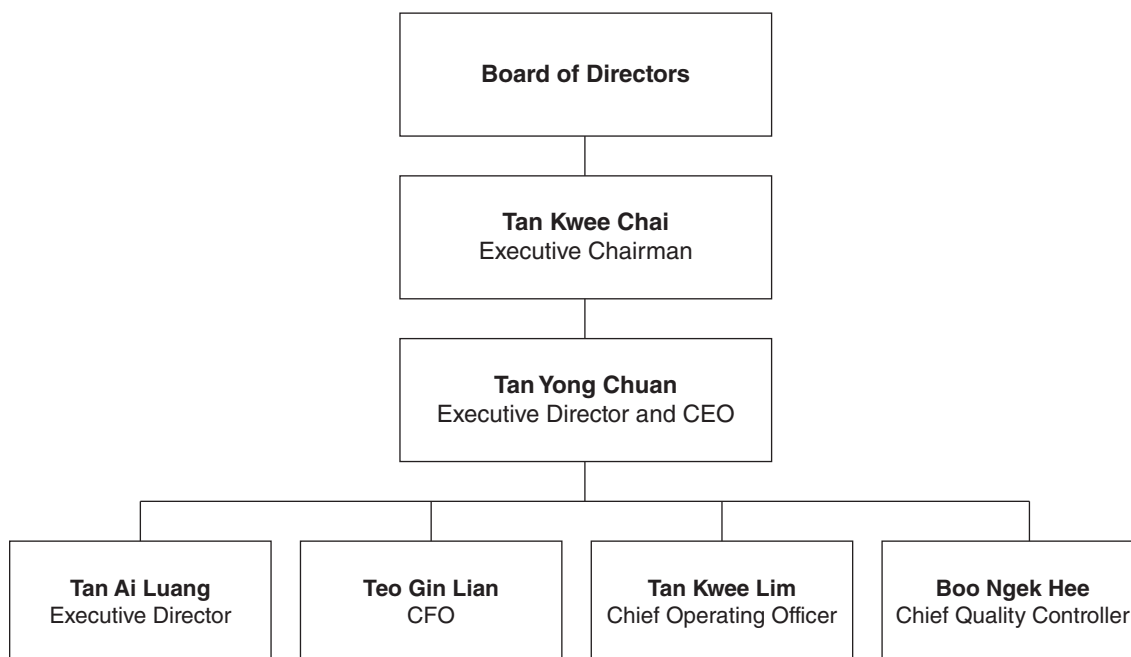 Board of Directors
Tan Kwee Chai
Executive Chairman
Tan Yong Chuan
Executive Director and CEO
Tan Ai Luang
Executive Director
Teo Gin Lian
CFO
Tan Kwee Lim
Chief Operating Officer
Boo Ngek Hee
Chief Quality Controller